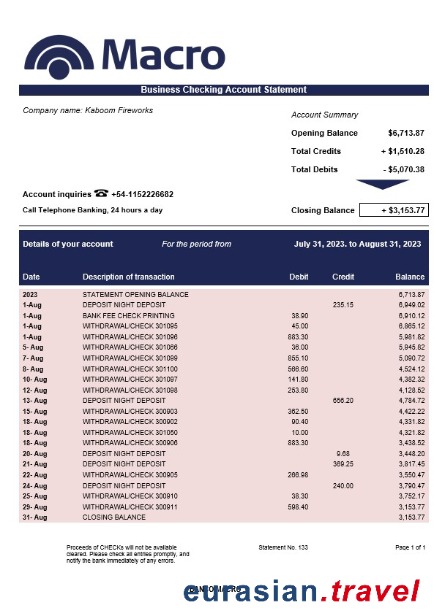 Macro
Business Checking Account Statement
Company name: Kaboom Fireworks
Account Summary
Opening Balance $6,713.87
Total Credits + $1,510.28
Total Debits - $5,070.38
Account inquiries ☎ +54-1152226682
Call Telephone Banking, 24 hours a day
Closing Balance + $3,153.77
Details of your account For the period from July 31, 2023. to August 31, 2023
Date Description of transaction Debit Credit Balance
2023 STATEMENT OPENING BALANCE 6,713.87
1-Aug DEPOSIT NIGHT DEPOSIT 235.15 6,949.02
1-Aug BANK FEE CHECK PRINTING 38.90 6,910.12
1-Aug WITHDRAWAL/CHECK 301095 45.00 6,865.12
1-Aug WITHDRAWAL/CHECK 301096 883.30 5,981.82
5- Aug WITHDRAWAL/CHECK 301066 36.00 5,945.82
7- Aug WITHDRAWAL/CHECK 301099 855.10 5,090.72
8- Aug WITHDRAWAL/CHECK 301100 566.60 4,524.12
10- Aug WITHDRAWAL/CHECK 301097 141.80 4,382.32
12- Aug WITHDRAWAL/CHECK 301098 253.80 4,128.52
13- Aug DEPOSIT NIGHT DEPOSIT 656.20 4,784.72
15- Aug WITHDRAWAL/CHECK 300903 362.50 4,422.22
18- Aug WITHDRAWAL/CHECK 300902 90.40 4,331.82
18- Aug WITHDRAWAL/CHECK 301060 10.00 4,321.82
18- Aug WITHDRAWAL/CHECK 300906 883.30 3,438.52
20- Aug DEPOSIT NIGHT DEPOSIT 9.68 3,448.20
21- Aug DEPOSIT NIGHT DEPOSIT 369.25 3,817.45
22- Aug WITHDRAWAL/CHECK 300905 266.98 3,550.47
24- Aug DEPOSIT NIGHT DEPOSIT 240.00 3,790.47
25- Aug WITHDRAWAL/CHECK 300910 38.30 3,752.17
29- Aug WITHDRAWAL/CHECK 300911 598.40 3,153.77
31- Aug CLOSING BALANCE 3,153.77
Proceeds of CHECKs will not be available
cleared. Please check all entries promptly, and
notify the bank immediately of any errors.
Statement No. 133
Page 1 of 1
BANCO MACRO
eurasian.travel